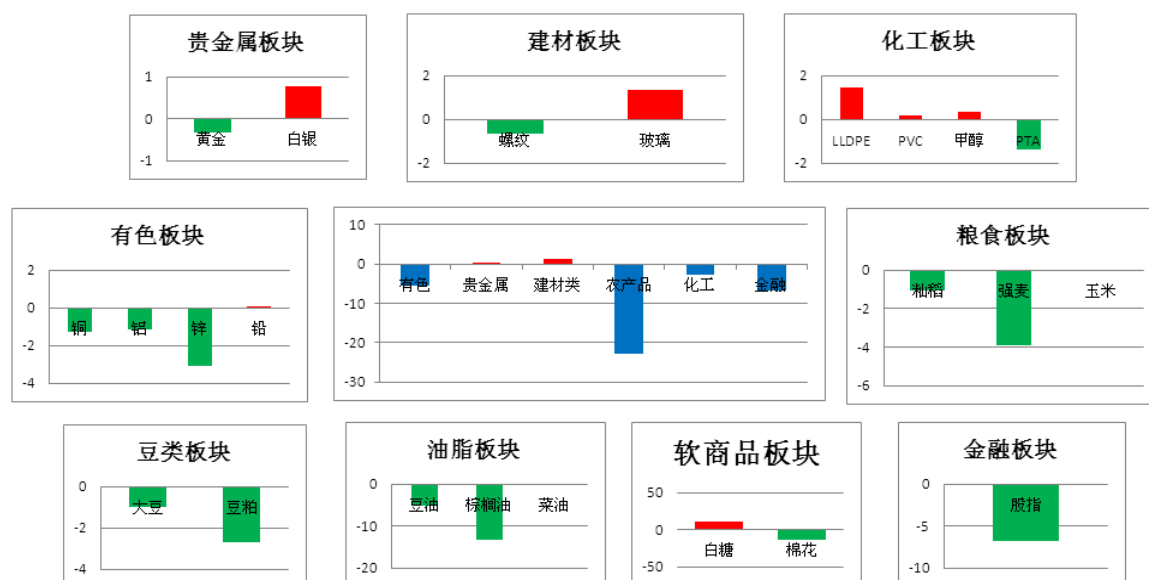 贵金属板块
1
0
-1
黄金
白银
建材板块
2
0
-2
螺纹
玻璃
化工板块
2
0
-2
LLDPE
PVC
甲醇
PTA
有色板块
2
0
-2
-4
铜
铝
锌
铅
10
0
-10
-20
-30
有色
贵金属
建材类
农产品
化工
金融
粮食板块
0
-2
-4
-6
籼稻
强麦
玉米
豆类板块
0
-2
-4
大豆
豆粕
油脂板块
0
-10
-20
豆油
棕榈油
菜油
软商品板块
50
0
-50
白糖
棉花
金融板块
0
-5
-10
股指